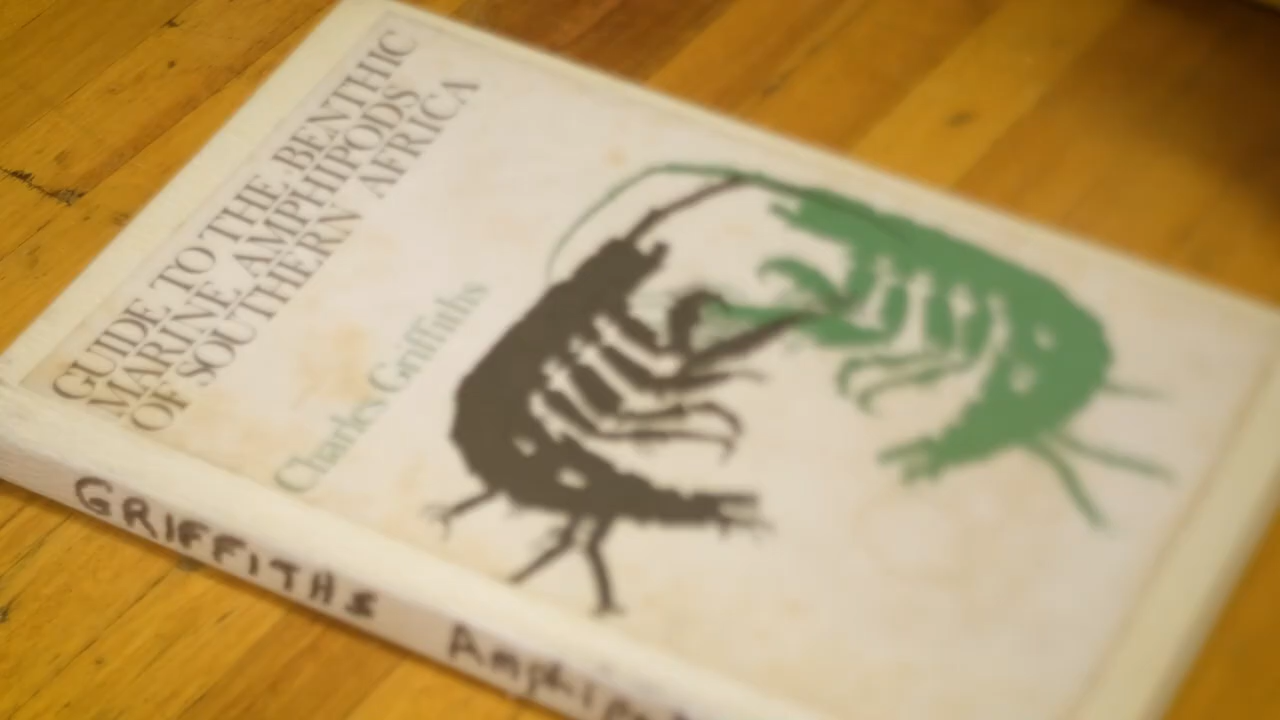 GUIDE TO THE BENTHIC
MARINE AMPHIPODS
OF SOUTHERN AFRICA
Charles Griffiths
GRIFFITHS